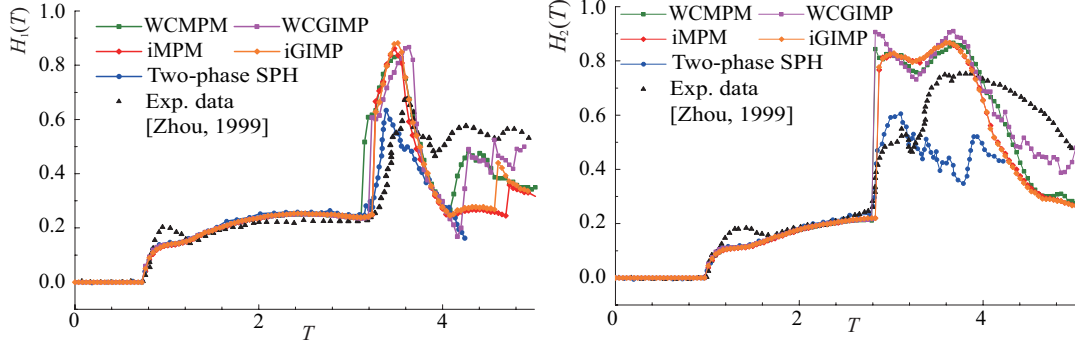 H₁(T)
1.0
0.8
0.6
0.4
0.2
0.0
0
2
4
T
WCMPM
WCGIMP
iMPM
iGIMP
Two-phase SPH
Exp. data
[Zhou, 1999]
H₂(T)
1.0
0.8
0.6
0.4
0.2
0.0
0
2
4
T
WCMPM
WCGIMP
iMPM
iGIMP
Two-phase SPH
Exp. data
[Zhou, 1999]